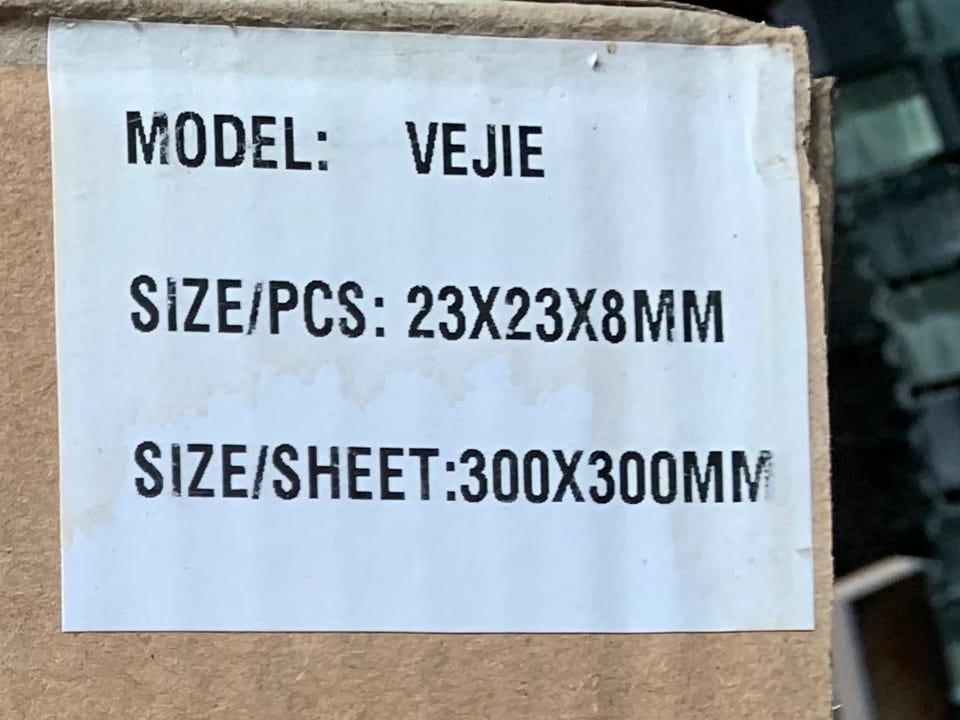 MODEL: VEJIE
SIZE/PCS: 23X23X8MM
SIZE/SHEET:300X300MM